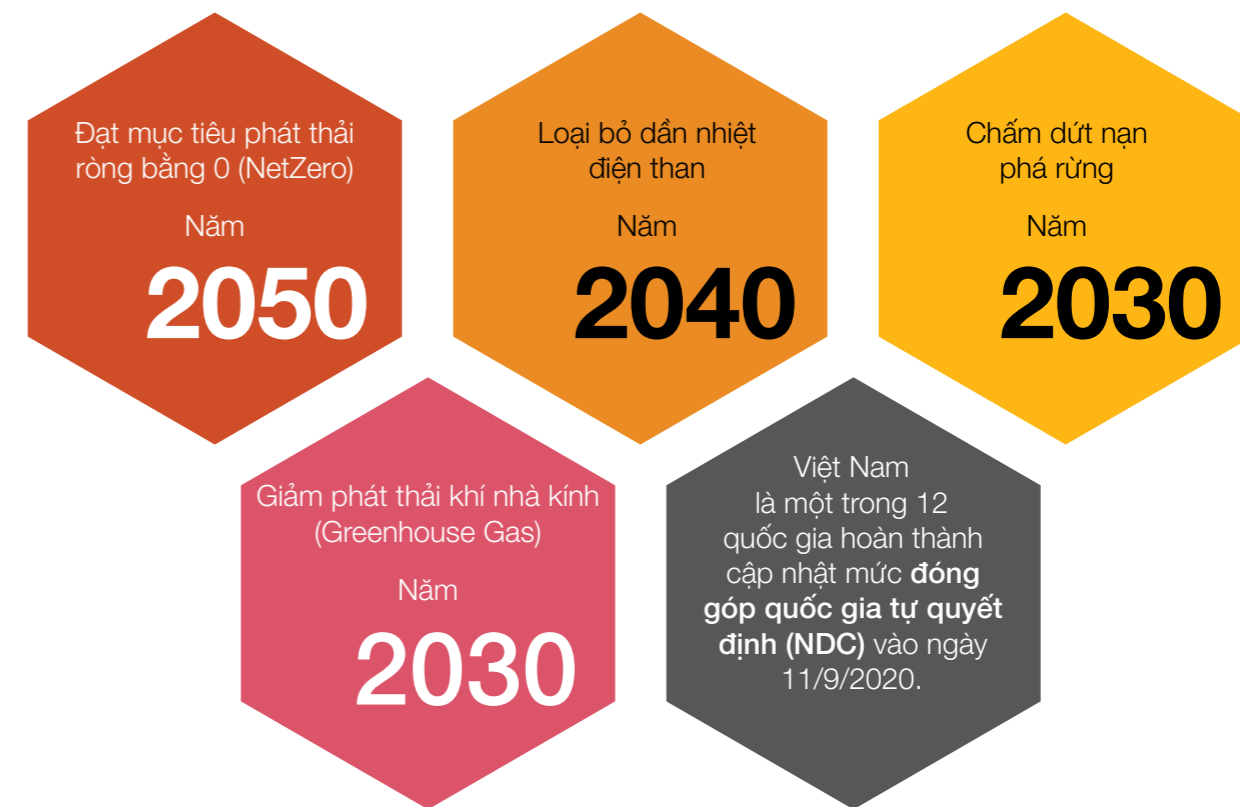 Đạt mục tiêu phát thải
ròng bằng 0 (NetZero)
Năm
2050
Loại bỏ dần nhiệt
điện than
Năm
2040
Chấm dứt nạn
phá rừng
Năm
2030
Giảm phát thải khí nhà kính
(Greenhouse Gas)
Năm
2030
Việt Nam
là một trong 12
quốc gia hoàn thành
cập nhật mức đóng
góp quốc gia tự quyết
định (NDC) vào ngày
11/9/2020.